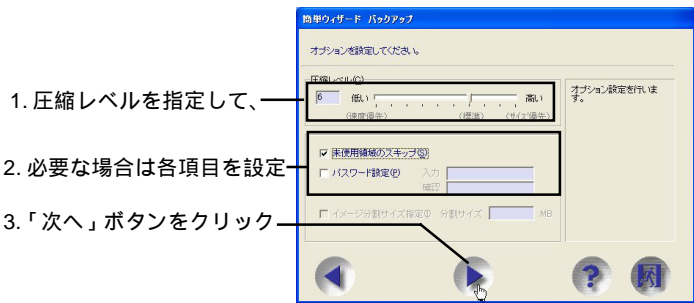 簡単ウィザード バックアップ
オプションを設定してください。
圧縮レベル(C)
6 低い 高い
(速度優先) (標準) (サイズ優先)
オプション設定を行います。
1. 圧縮レベルを指定して、
未使用領域のスキップ(S)
パスワード設定(P) 入力
確認
2. 必要な場合は各項目を設定
イメージ分割サイズ指定(I) 分割サイズ MB
3.「次へ」ボタンをクリック
?